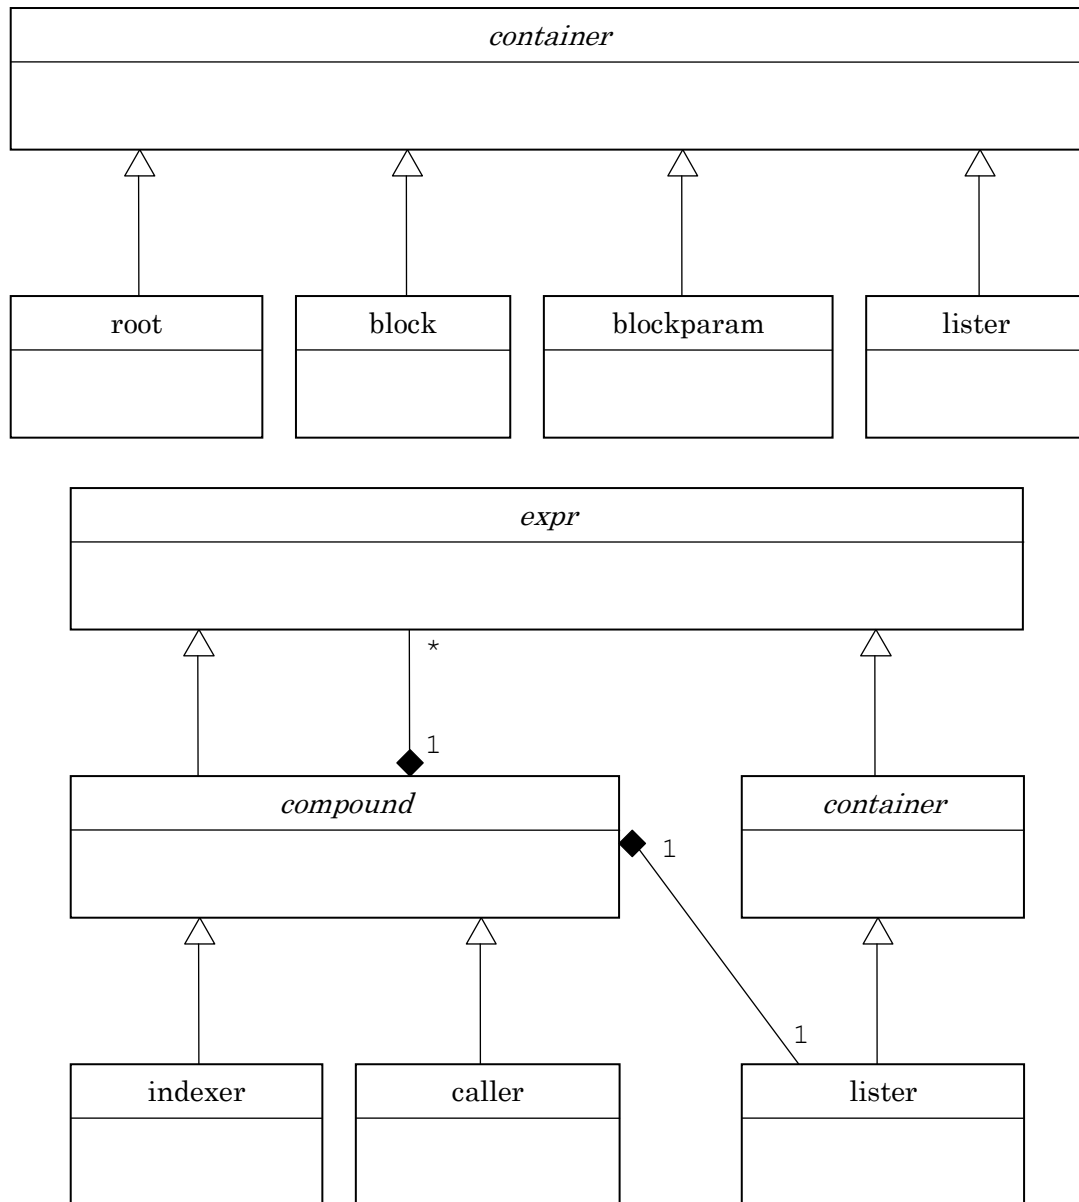 container
root block blockparam lister
expr
*
1
compound container
1
1
indexer caller lister